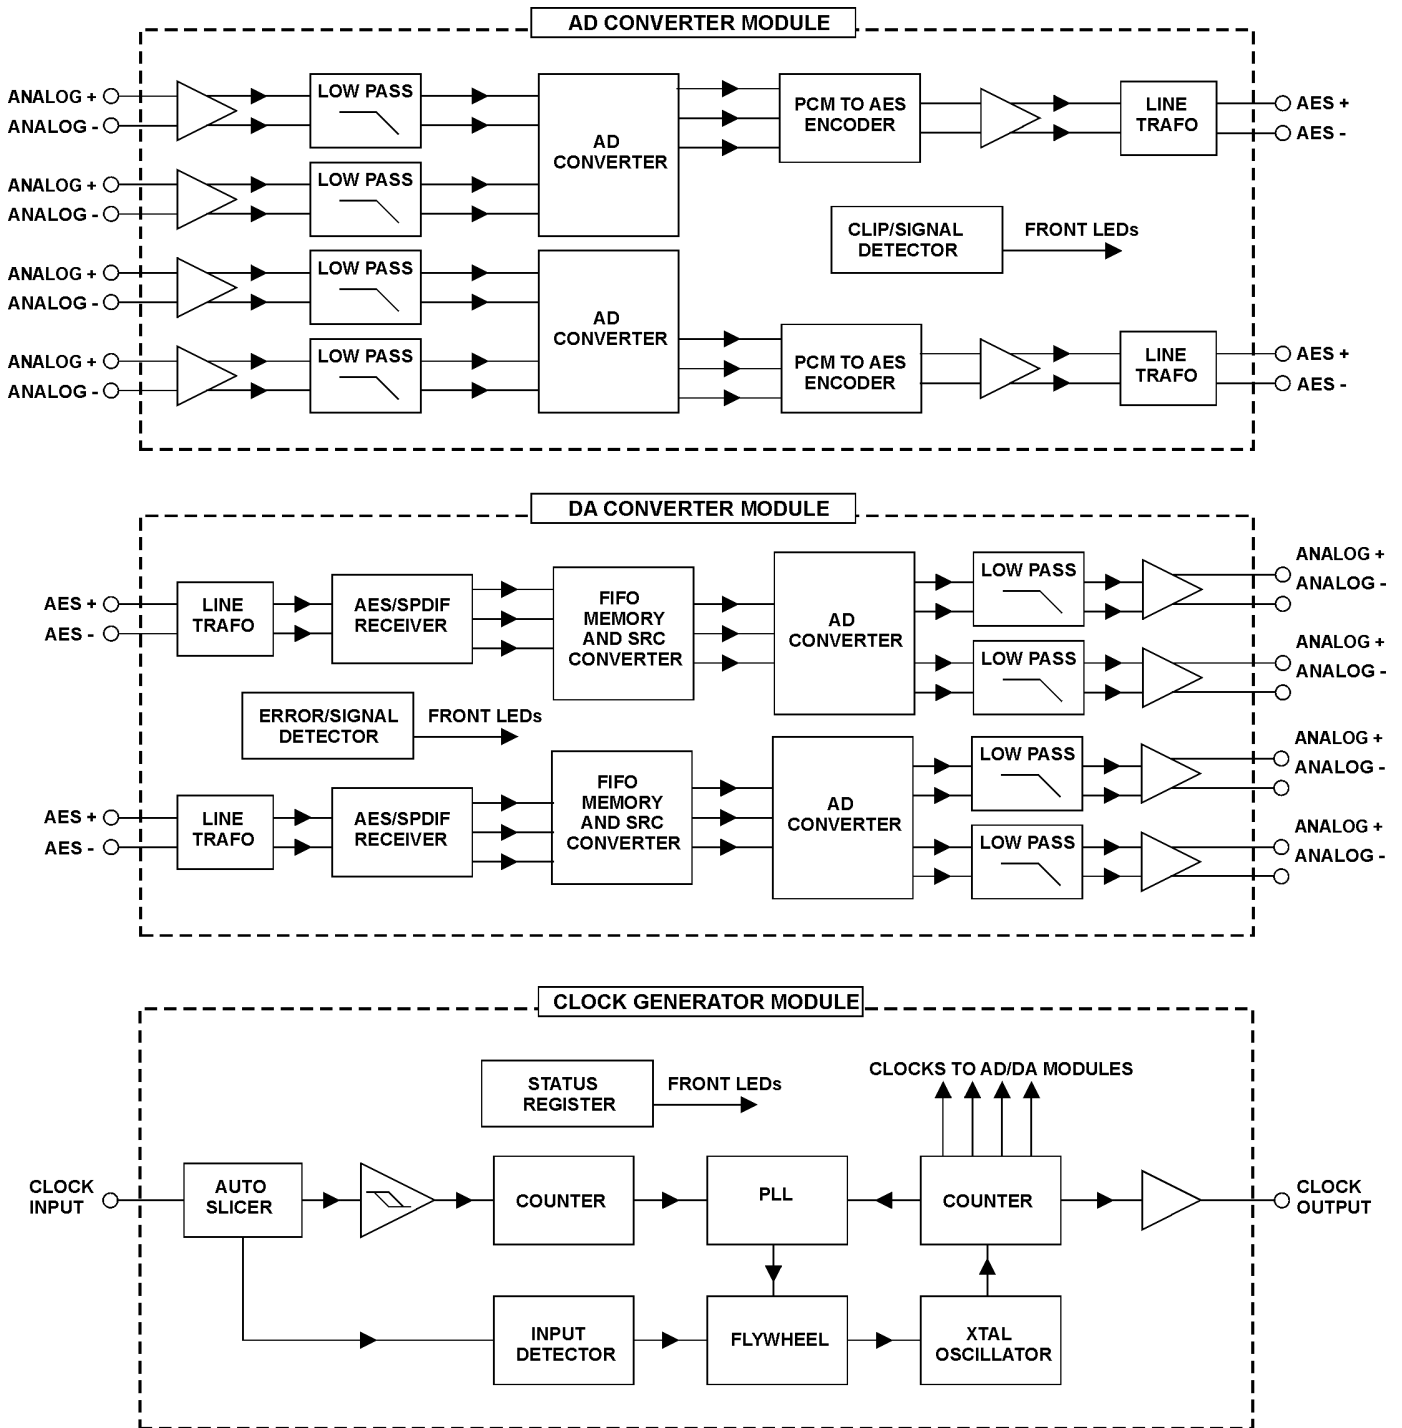 AD CONVERTER MODULE
ANALOG +
ANALOG -
LOW PASS
AD
CONVERTER
PCM TO AES
ENCODER
LINE
TRAFO
AES +
AES -
ANALOG +
ANALOG -
LOW PASS
CLIP/SIGNAL
DETECTOR
FRONT LEDs
ANALOG +
ANALOG -
LOW PASS
AD
CONVERTER
ANALOG +
ANALOG -
LOW PASS
PCM TO AES
ENCODER
LINE
TRAFO
AES +
AES -
DA CONVERTER MODULE
AES +
AES -
LINE
TRAFO
AES/SPDIF
RECEIVER
FIFO
MEMORY
AND SRC
CONVERTER
AD
CONVERTER
LOW PASS
ANALOG +
ANALOG -
LOW PASS
ANALOG +
ANALOG -
ERROR/SIGNAL
DETECTOR
FRONT LEDs
AES +
AES -
LINE
TRAFO
AES/SPDIF
RECEIVER
FIFO
MEMORY
AND SRC
CONVERTER
AD
CONVERTER
LOW PASS
ANALOG +
ANALOG -
LOW PASS
ANALOG +
ANALOG -
CLOCK GENERATOR MODULE
STATUS
REGISTER
FRONT LEDs
CLOCKS TO AD/DA MODULES
CLOCK
INPUT
AUTO
SLICER
COUNTER
PLL
COUNTER
CLOCK
OUTPUT
INPUT
DETECTOR
FLYWHEEL
XTAL
OSCILLATOR